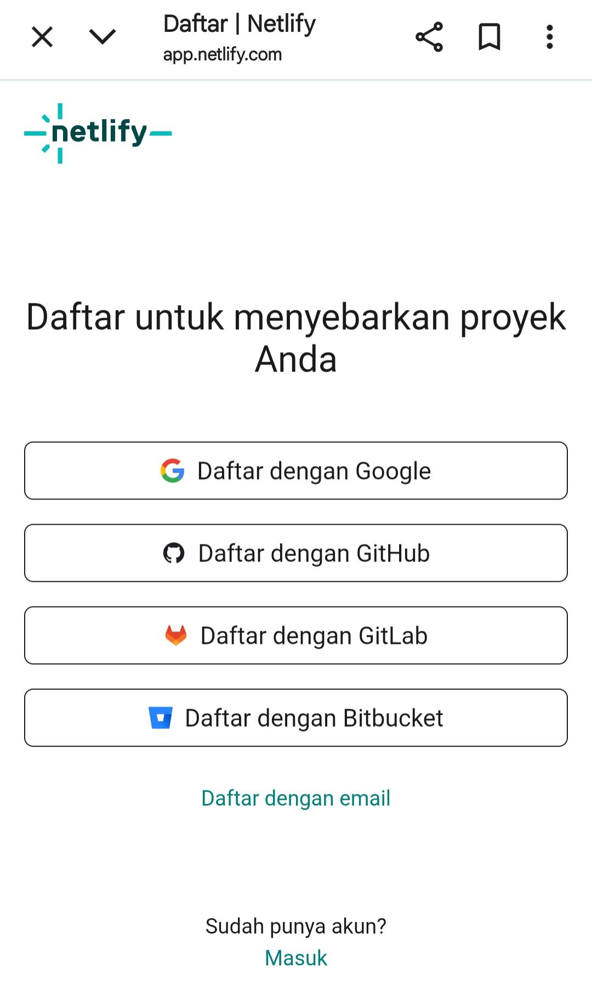 Daftar | Netlify
app.netlify.com
netlify
Daftar untuk menyebarkan proyek
Anda
Daftar dengan Google
Daftar dengan GitHub
Daftar dengan GitLab
Daftar dengan Bitbucket
Daftar dengan email
Sudah punya akun?
Masuk